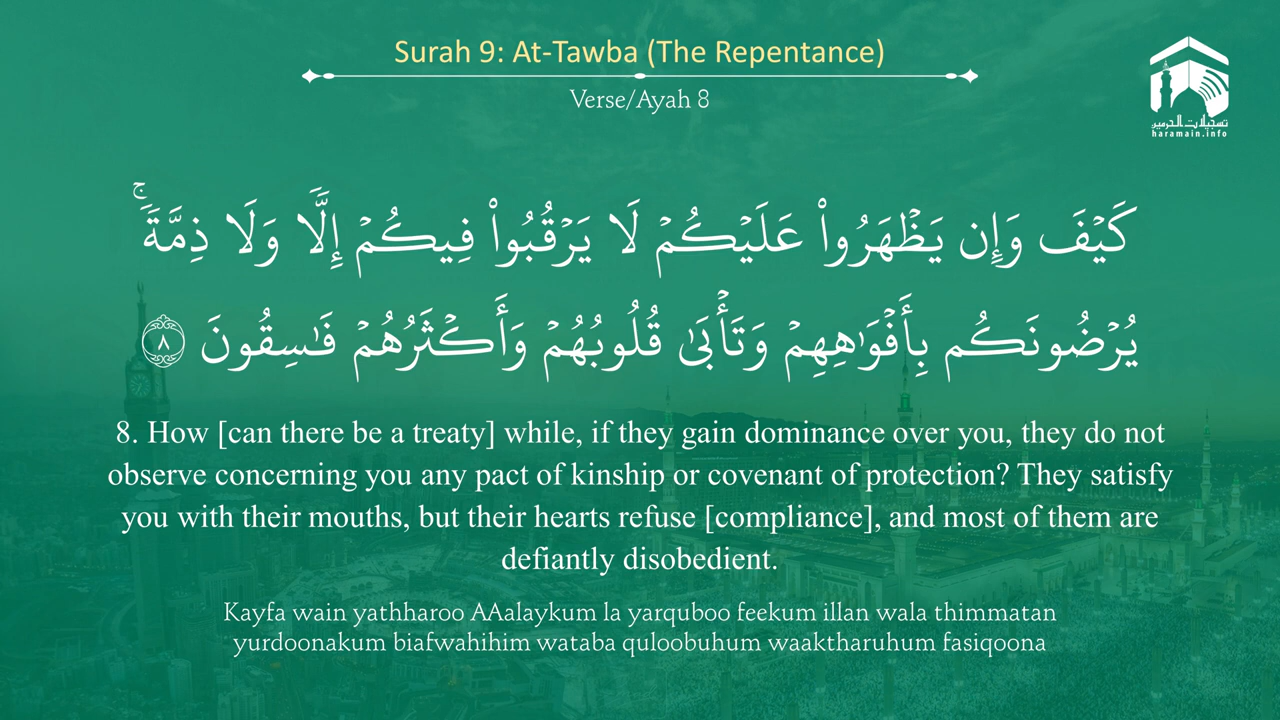 Surah 9: At-Tawba (The Repentance)
Verse/Ayah 8
تسجيلات الحرمين
haramain.info
كَيْفَ وَإِن يَظْهَرُوا۟ عَلَيْكُمْ لَا يَرْقُبُوا۟ فِيكُمْ إِلًّا وَلَا ذِمَّةً ۚ
يُرْضُونَكُم بِأَفْوَٰهِهِمْ وَتَأْبَىٰ قُلُوبُهُمْ وَأَكْثَرُهُمْ فَـٰسِقُونَ ٨
8. How [can there be a treaty] while, if they gain dominance over you, they do not
observe concerning you any pact of kinship or covenant of protection? They satisfy
you with their mouths, but their hearts refuse [compliance], and most of them are
defiantly disobedient.
Kayfa wain yathharoo AAalaykum la yarquboo feekum illan wala thimmatan
yurdoonakum biafwahihim wataba quloobuhum waaktharuhum fasiqoona